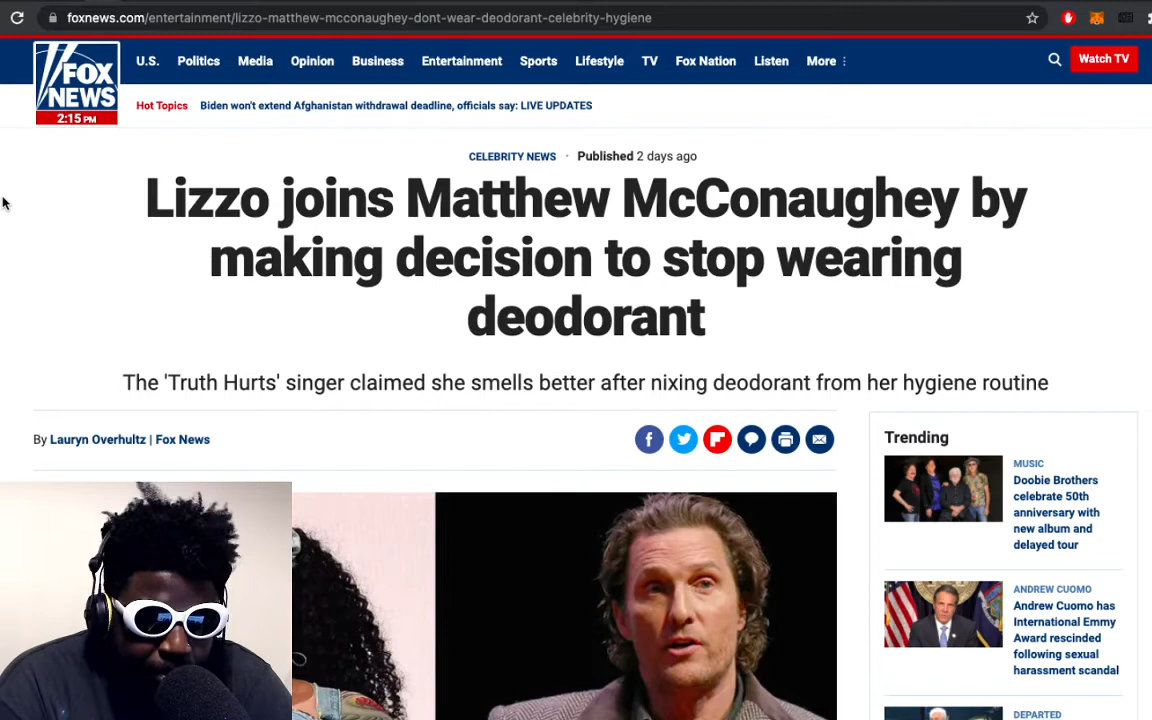 foxnews.com/entertainment/lizzo-matthew-mcconaughey-dont-wear-deodorant-celebrity-hygiene
FOX
NEWS
2:15 PM
U.S. Politics Media Opinion Business Entertainment Sports Lifestyle TV Fox Nation Listen More
Watch TV
Hot Topics Biden won't extend Afghanistan withdrawal deadline, officials say: LIVE UPDATES
CELEBRITY NEWS · Published 2 days ago
Lizzo joins Matthew McConaughey by
making decision to stop wearing
deodorant
The 'Truth Hurts' singer claimed she smells better after nixing deodorant from her hygiene routine
By Lauryn Overhultz | Fox News
Trending
MUSIC
Doobie Brothers
celebrate 50th
anniversary with
new album and
delayed tour
ANDREW CUOMO
Andrew Cuomo has
International Emmy
Award rescinded
following sexual
harassment scandal
DEPARTED